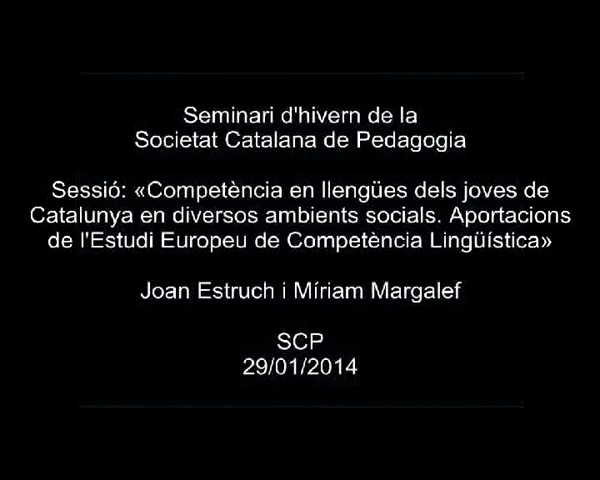 Seminari d'hivern de la
Societat Catalana de Pedagogia
Sessió: «Competència en llengües dels joves de
Catalunya en diversos ambients socials. Aportacions
de l'Estudi Europeu de Competència Lingüística»
Joan Estruch i Míriam Margalef
SCP
29/01/2014